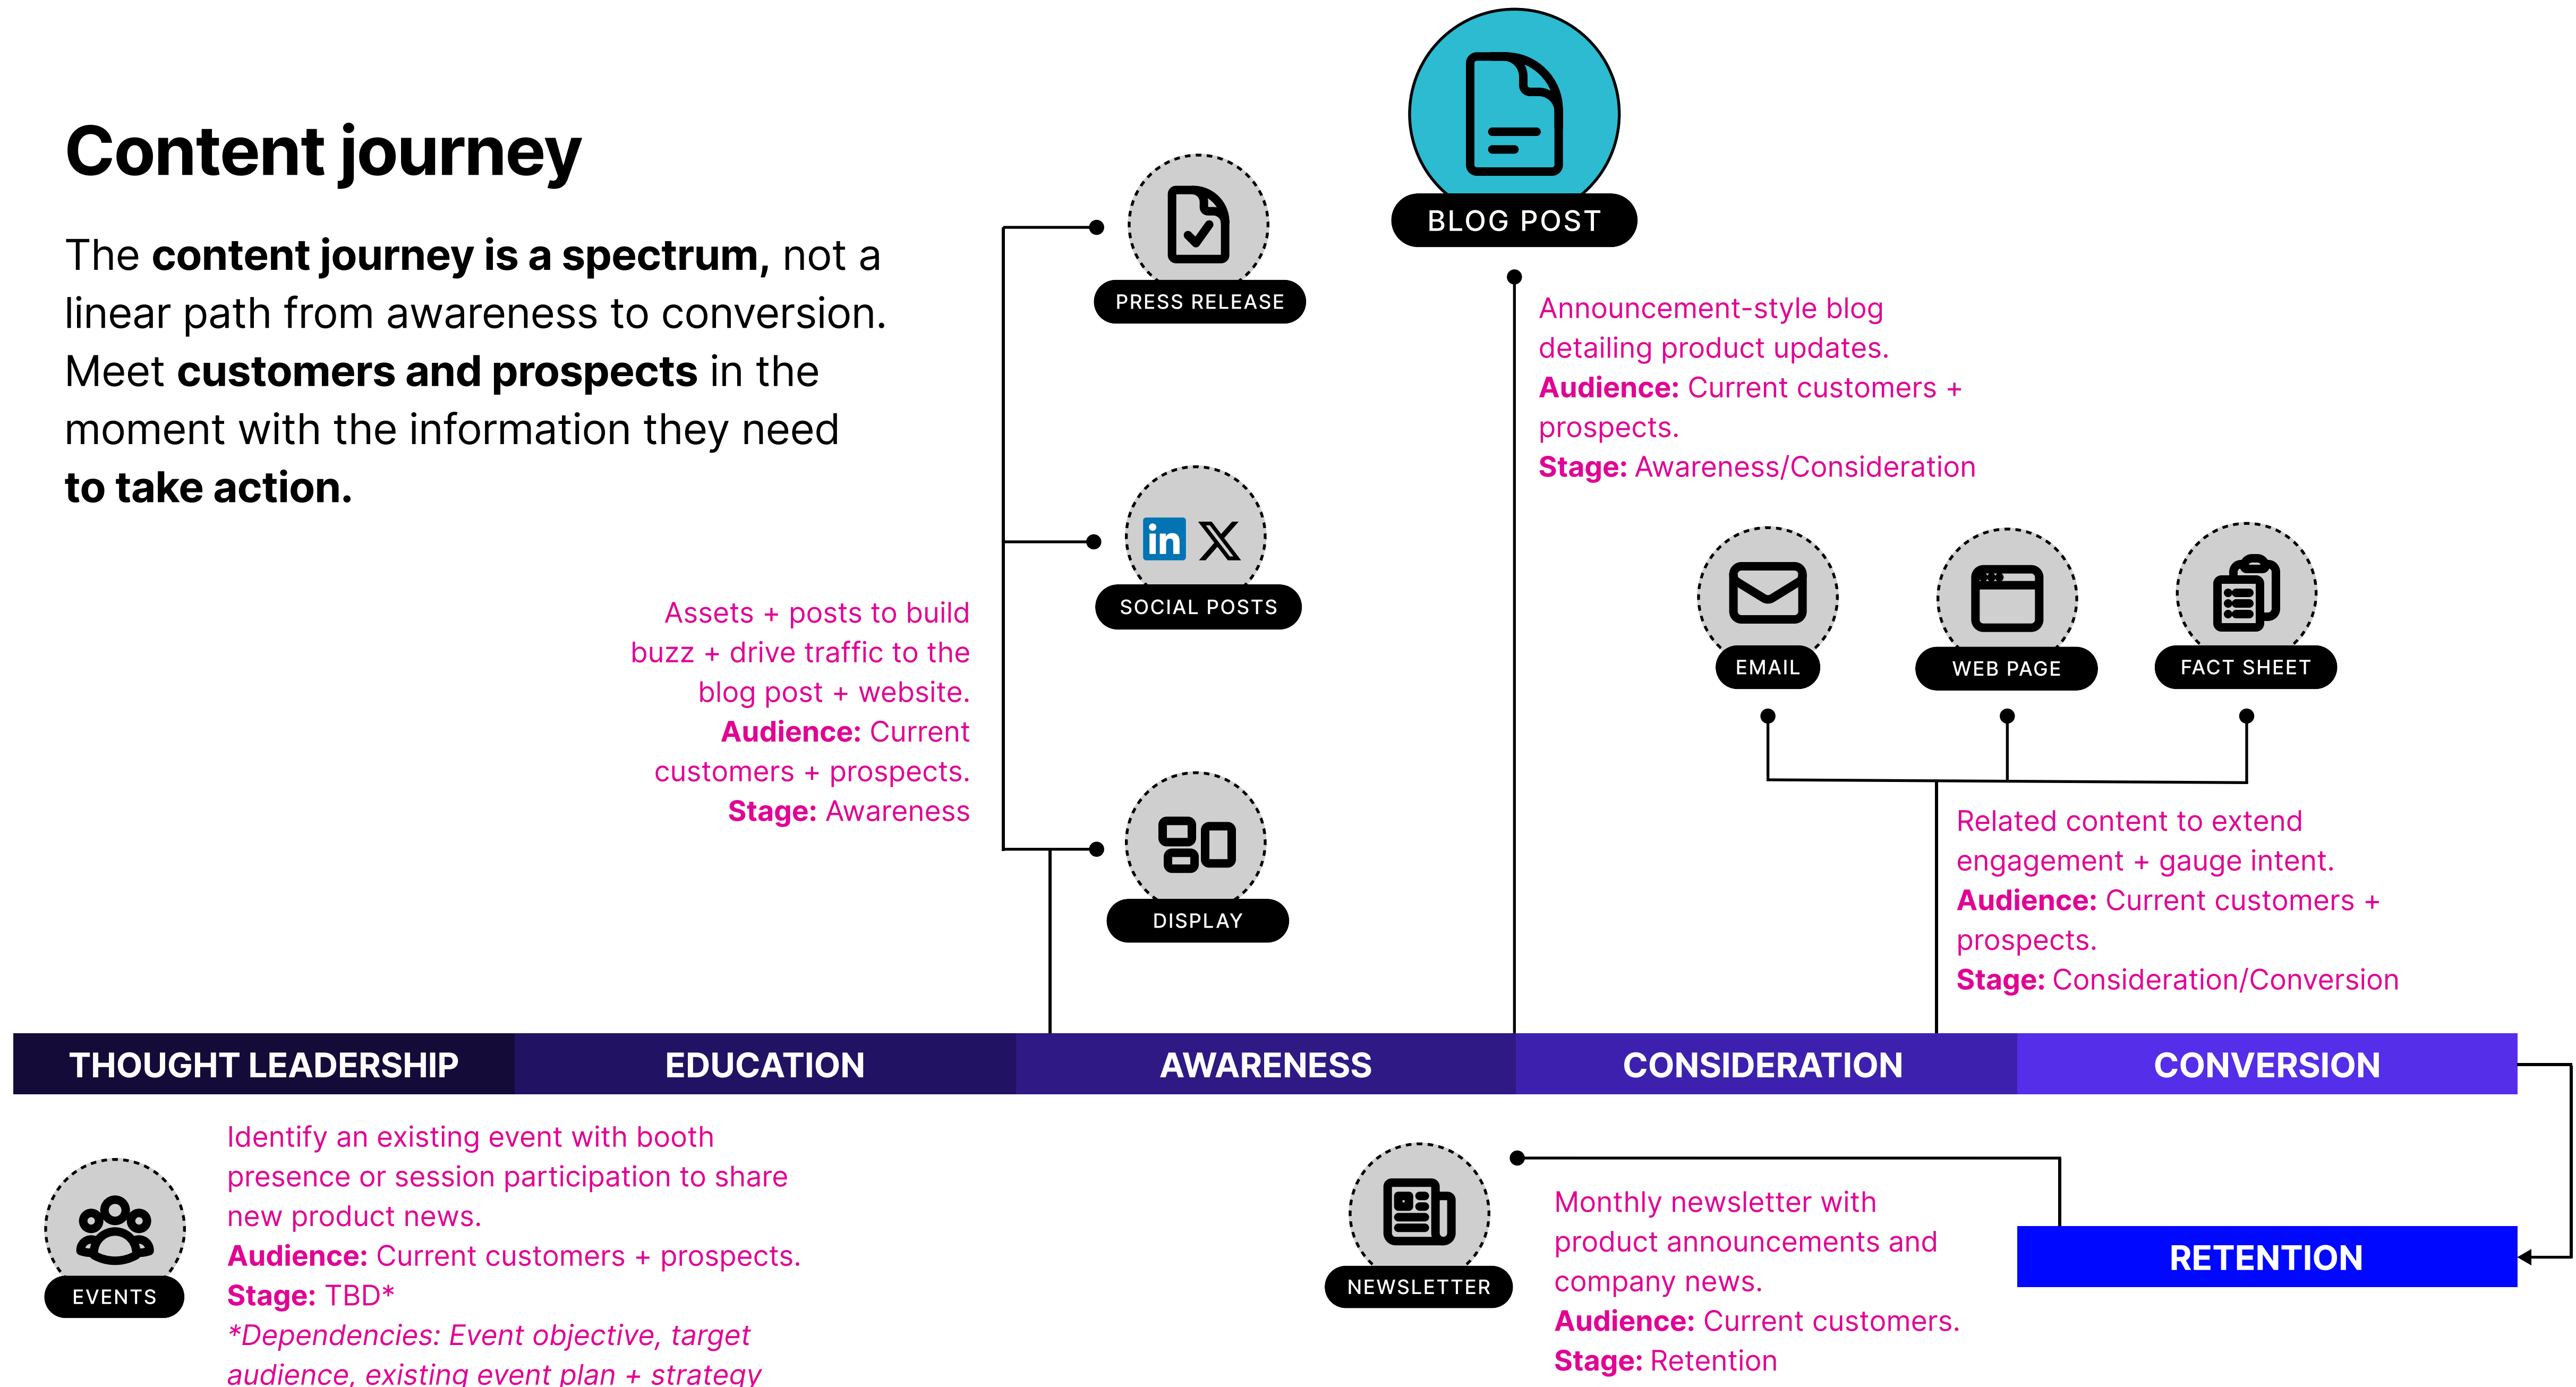 Content journey
The content journey is a spectrum, not a
linear path from awareness to conversion.
Meet customers and prospects in the
moment with the information they need
to take action.
PRESS RELEASE
SOCIAL POSTS
in X
DISPLAY
Assets + posts to build
buzz + drive traffic to the
blog post + website.
Audience: Current
customers + prospects.
Stage: Awareness
BLOG POST
Announcement-style blog
detailing product updates.
Audience: Current customers +
prospects.
Stage: Awareness/Consideration
EMAIL
WEB PAGE
FACT SHEET
Related content to extend
engagement + gauge intent.
Audience: Current customers +
prospects.
Stage: Consideration/Conversion
THOUGHT LEADERSHIP
EDUCATION
AWARENESS
CONSIDERATION
CONVERSION
EVENTS
Identify an existing event with booth
presence or session participation to share
new product news.
Audience: Current customers + prospects.
Stage: TBD*
*Dependencies: Event objective, target
audience, existing event plan + strategy
NEWSLETTER
Monthly newsletter with
product announcements and
company news.
Audience: Current customers.
Stage: Retention
RETENTION